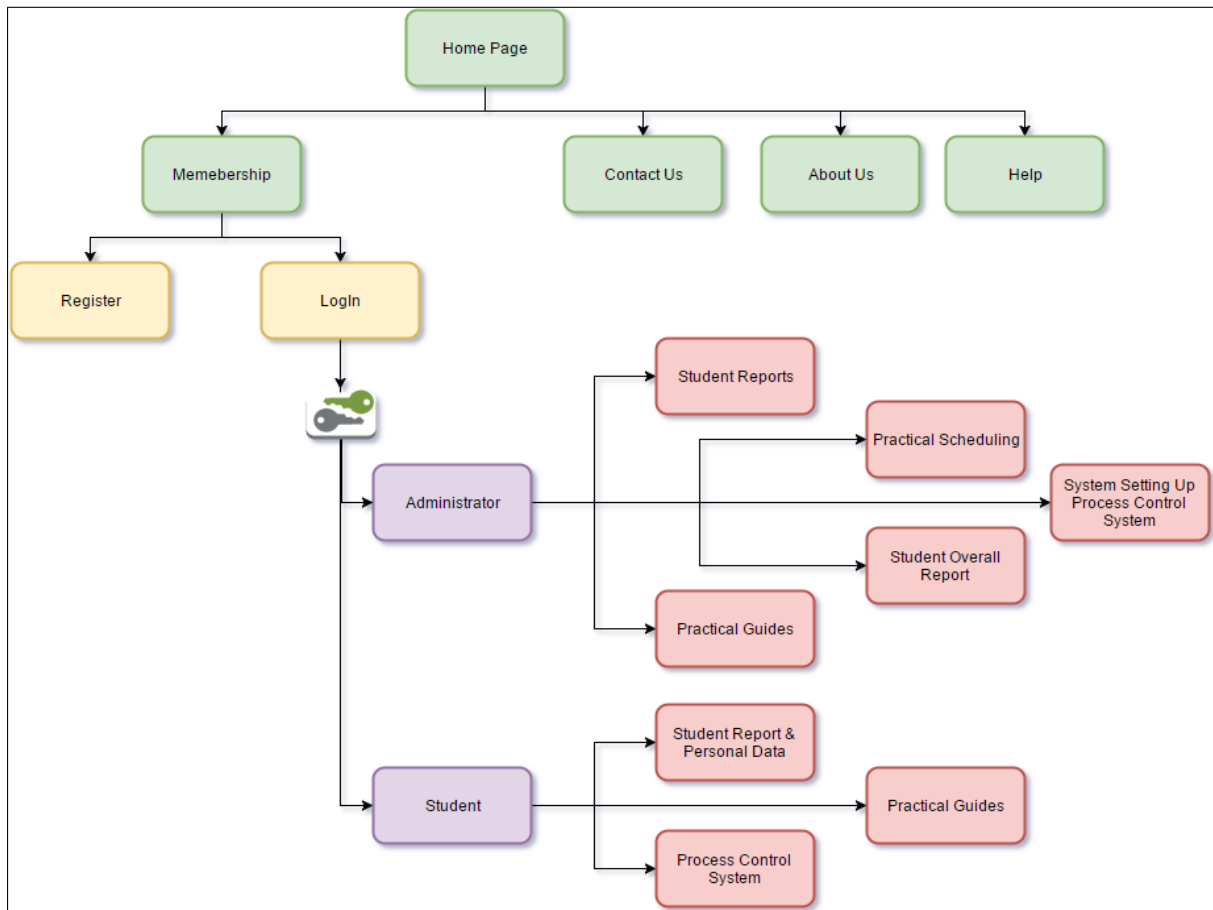 Home Page
Memebership
Contact Us
About Us
Help
Register
LogIn
Student Reports
Practical Scheduling
Administrator
System Setting Up
Process Control
System
Student Overall
Report
Practical Guides
Student Report &
Personal Data
Student
Practical Guides
Process Control
System